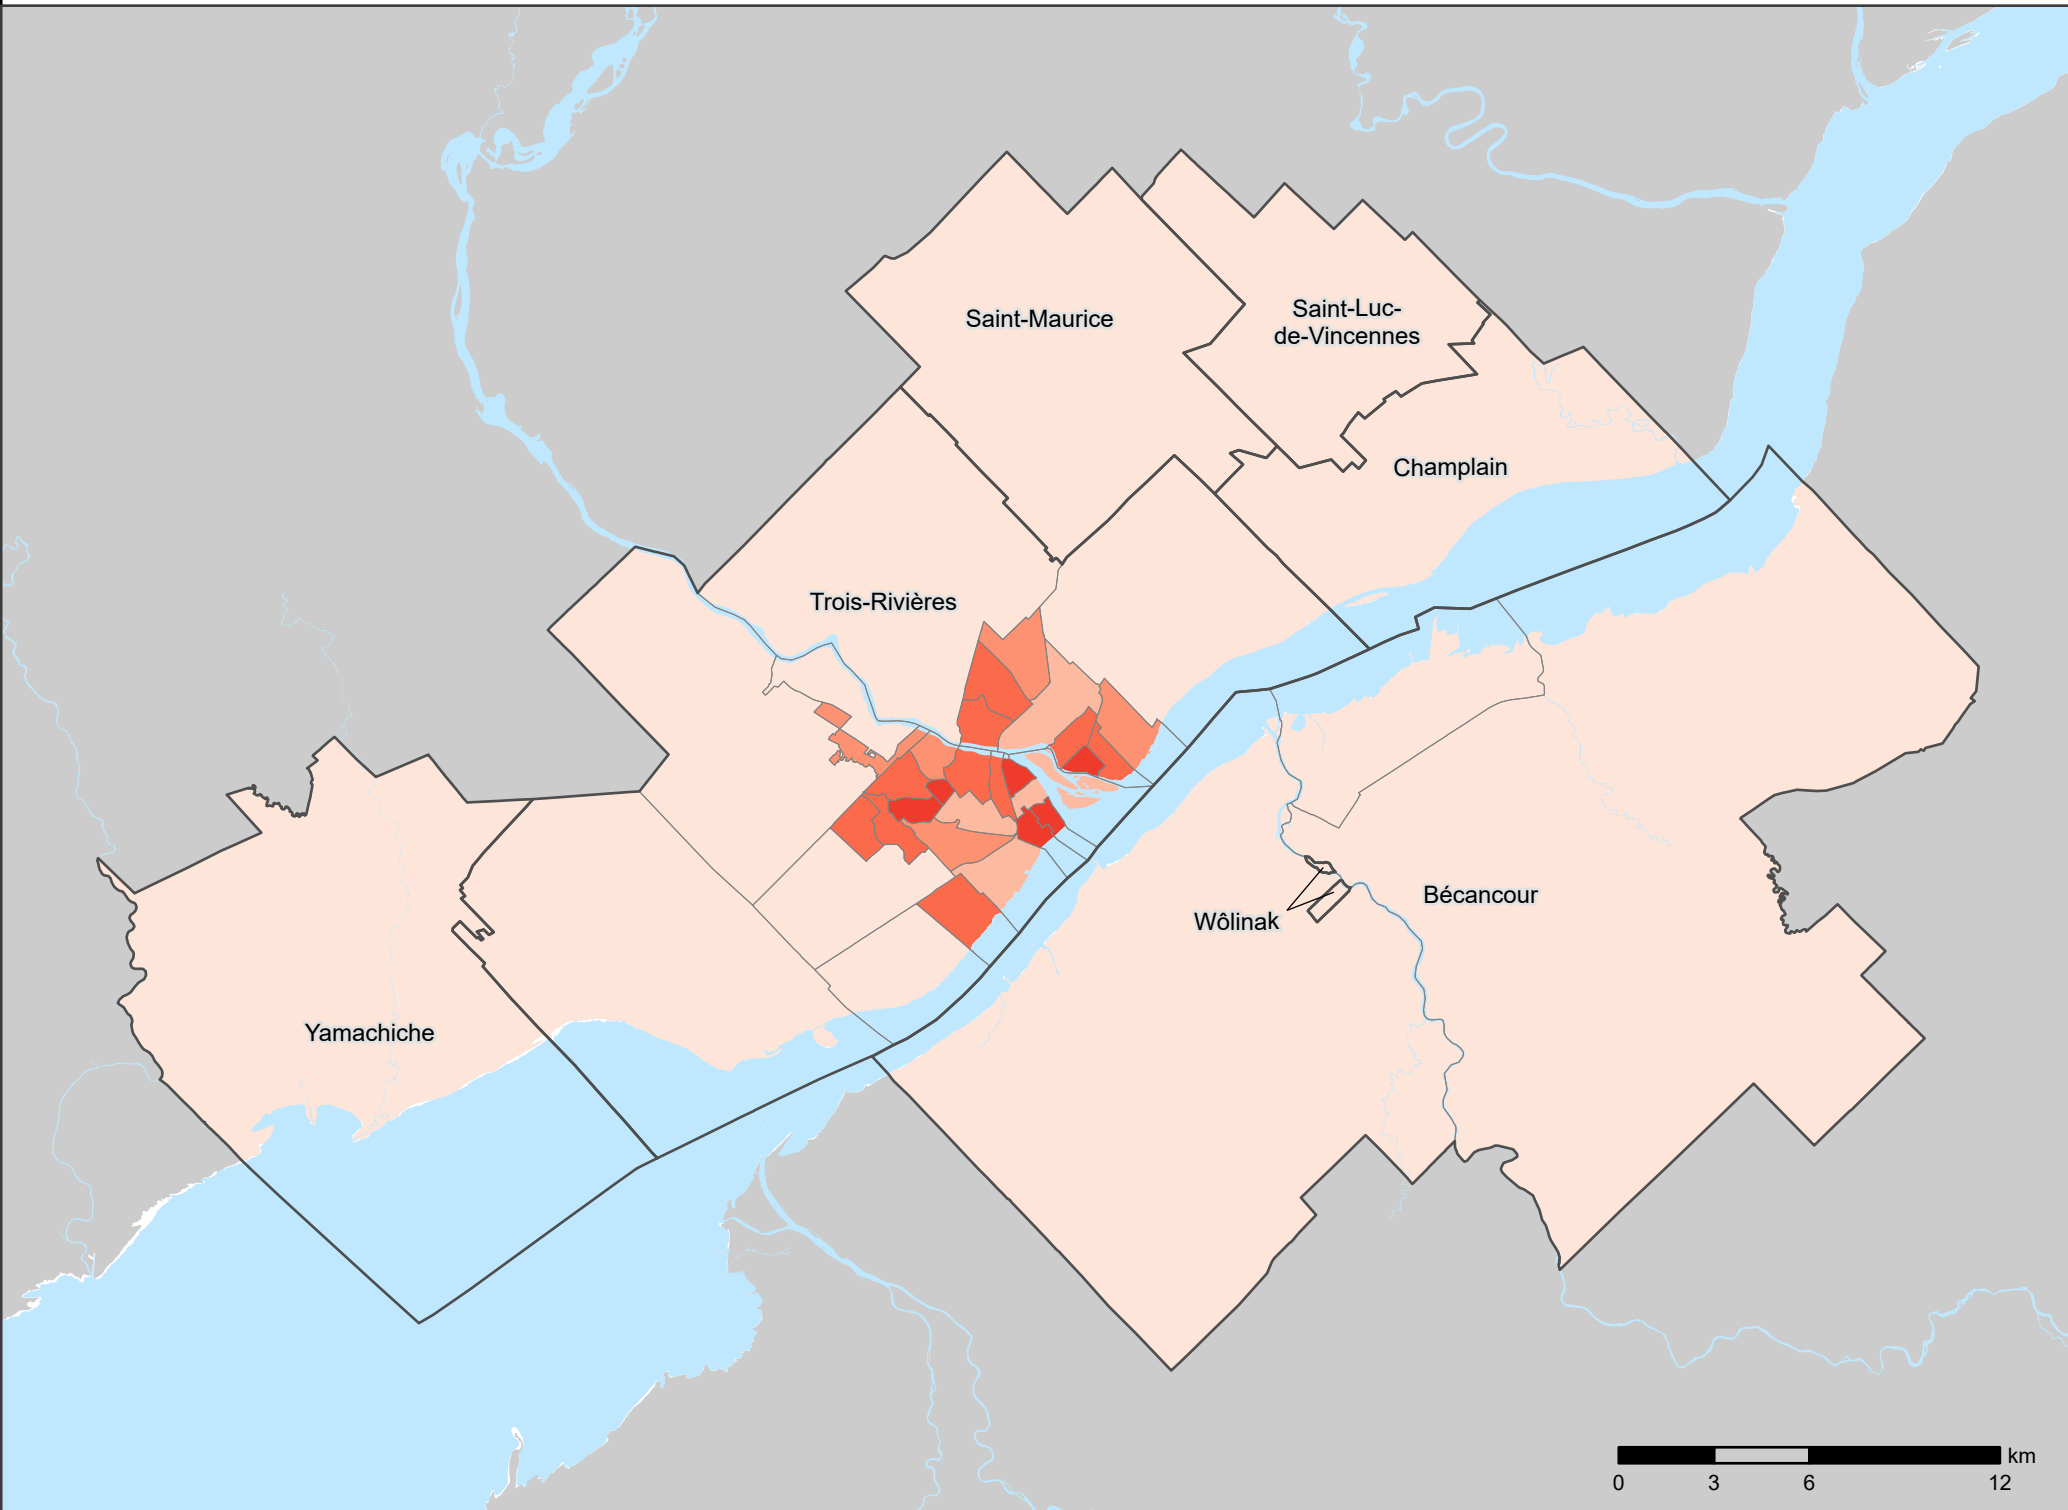 Saint-Maurice
Saint-Luc-
de-Vincennes
Champlain
Trois-Rivières
Bécancour
Wôlinak
Yamachiche
km
0 3 6 12